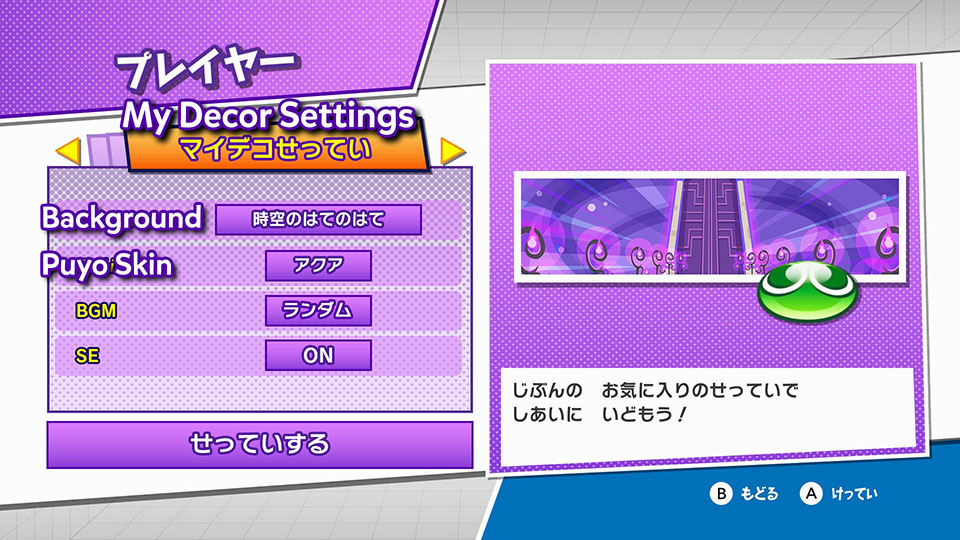 プレイヤー
My Decor Settings
マイデコせってい
Background 時空のはてのはて
Puyo Skin アクア
BGM ランダム
SE ON
せっていする
じぶんの お気に入りのせっていで
しあいに いどもう！
B もどる A けってい